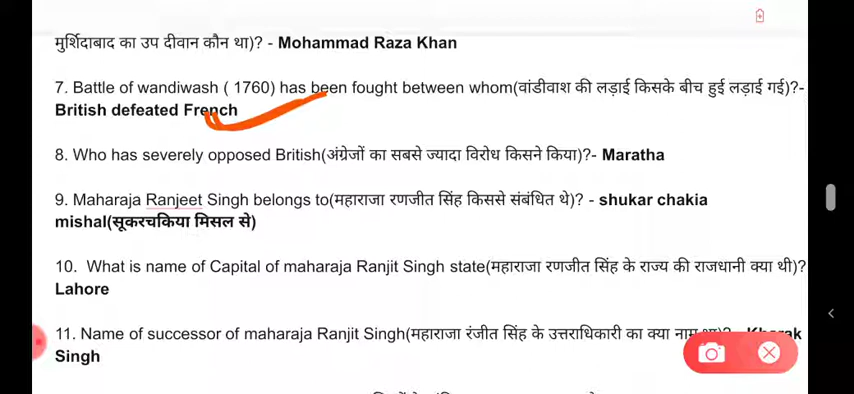 मुर्शिदाबाद का उप दीवान कौन था)? - Mohammad Raza Khan
7. Battle of wandiwash ( 1760) has been fought between whom(वांडीवाश की लड़ाई किसके बीच हुई लड़ाई गई)?-
British defeated French
8. Who has severely opposed British(अंग्रेजों का सबसे ज्यादा विरोध किसने किया)?- Maratha
9. Maharaja Ranjeet Singh belongs to(महाराजा रणजीत सिंह किससे संबंधित थे)? - shukar chakia
mishal(सूकरचकिया मिसल से)
10. What is name of Capital of maharaja Ranjit Singh state(महाराजा रणजीत सिंह के राज्य की राजधानी क्या थी)?
Lahore
11. Name of successor of maharaja Ranjit Singh(महाराजा रंजीत सिंह के उत्तराधिकारी का क्या नाम था)? - Kharak
Singh